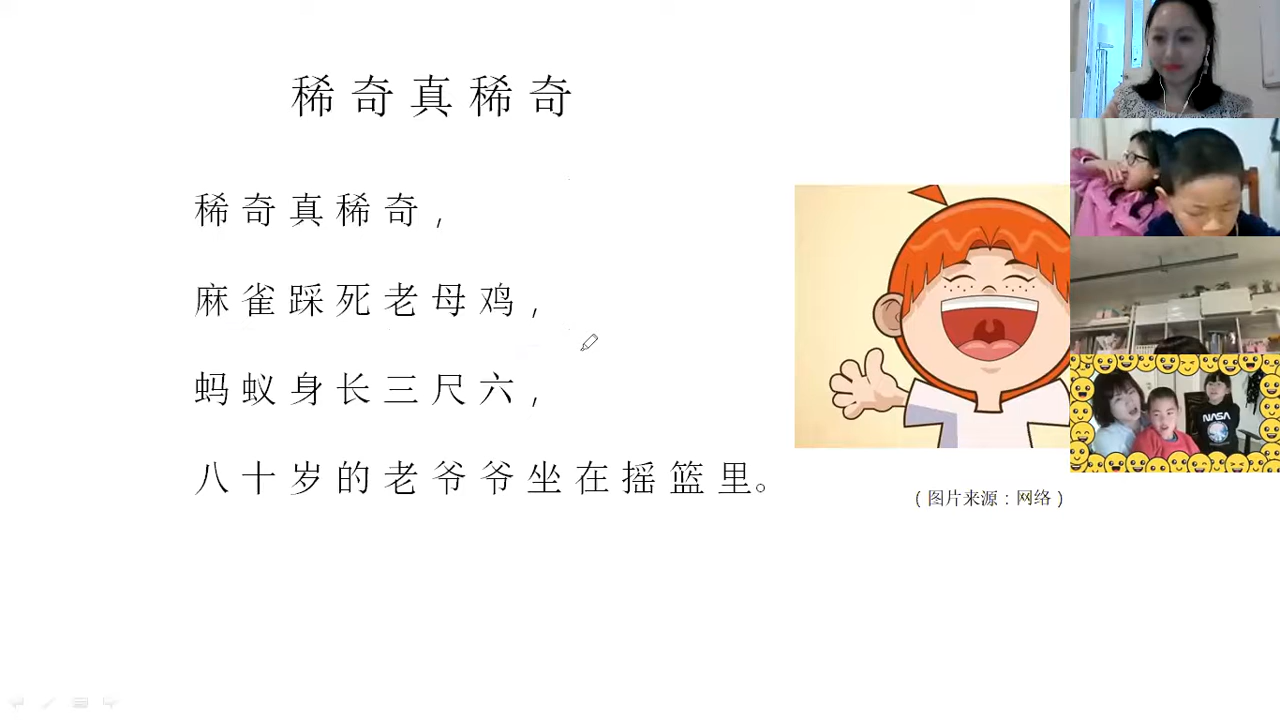 稀奇真稀奇
稀奇真稀奇，
麻雀踩死老母鸡，
蚂蚁身长三尺六，
八十岁的老爷爷坐在摇篮里。
（图片来源：网络）
NASA